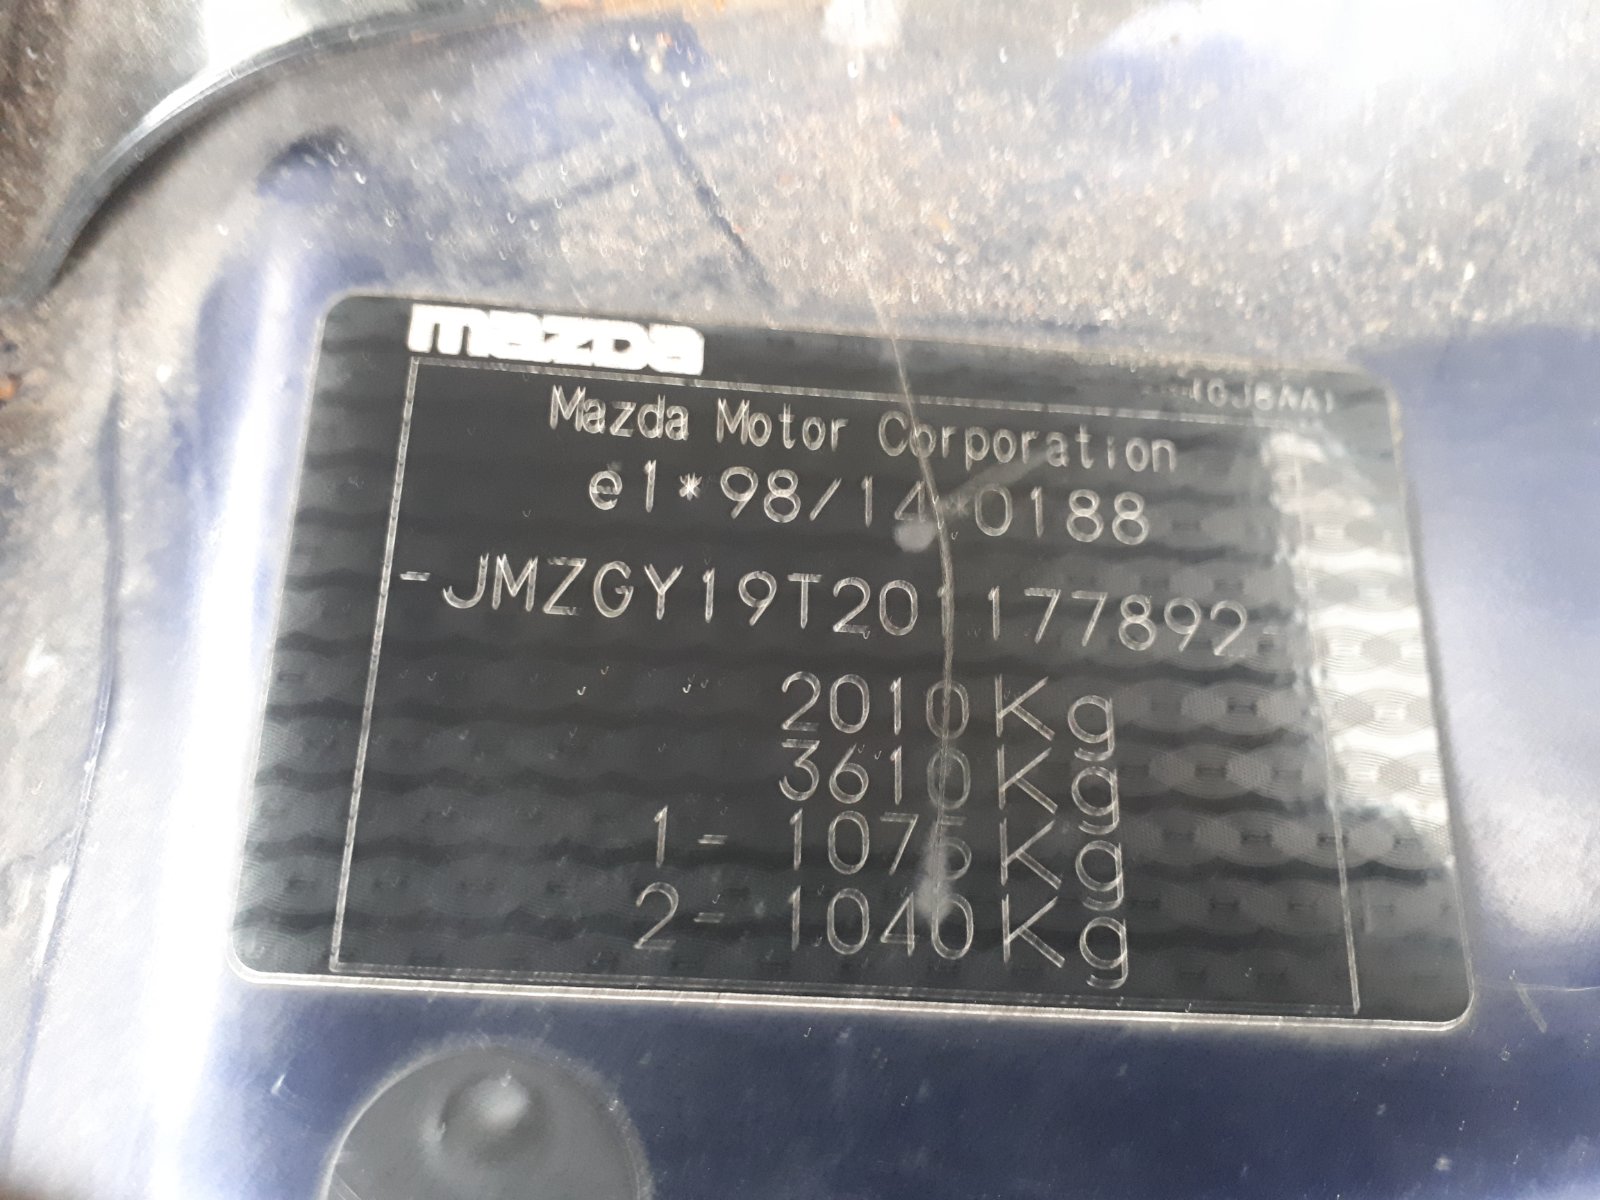 mazda
Mazda Motor Corporation
e1*98/14*0188
-JMZGY19T201177892-
2010Kg
3610Kg
1- 1075Kg
2- 1040Kg